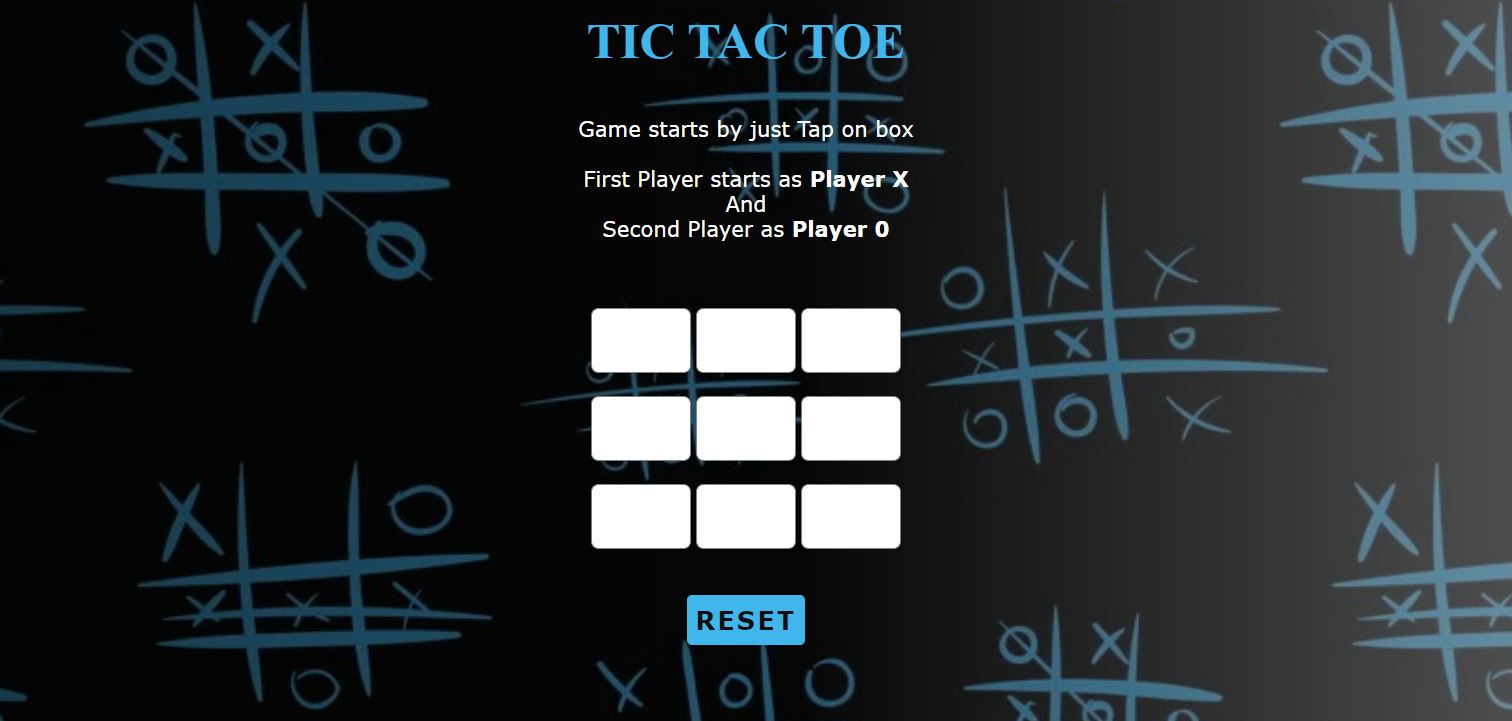 TIC TAC TOE
Game starts by just Tap on box
First Player starts as Player X
And
Second Player as Player 0
RESET